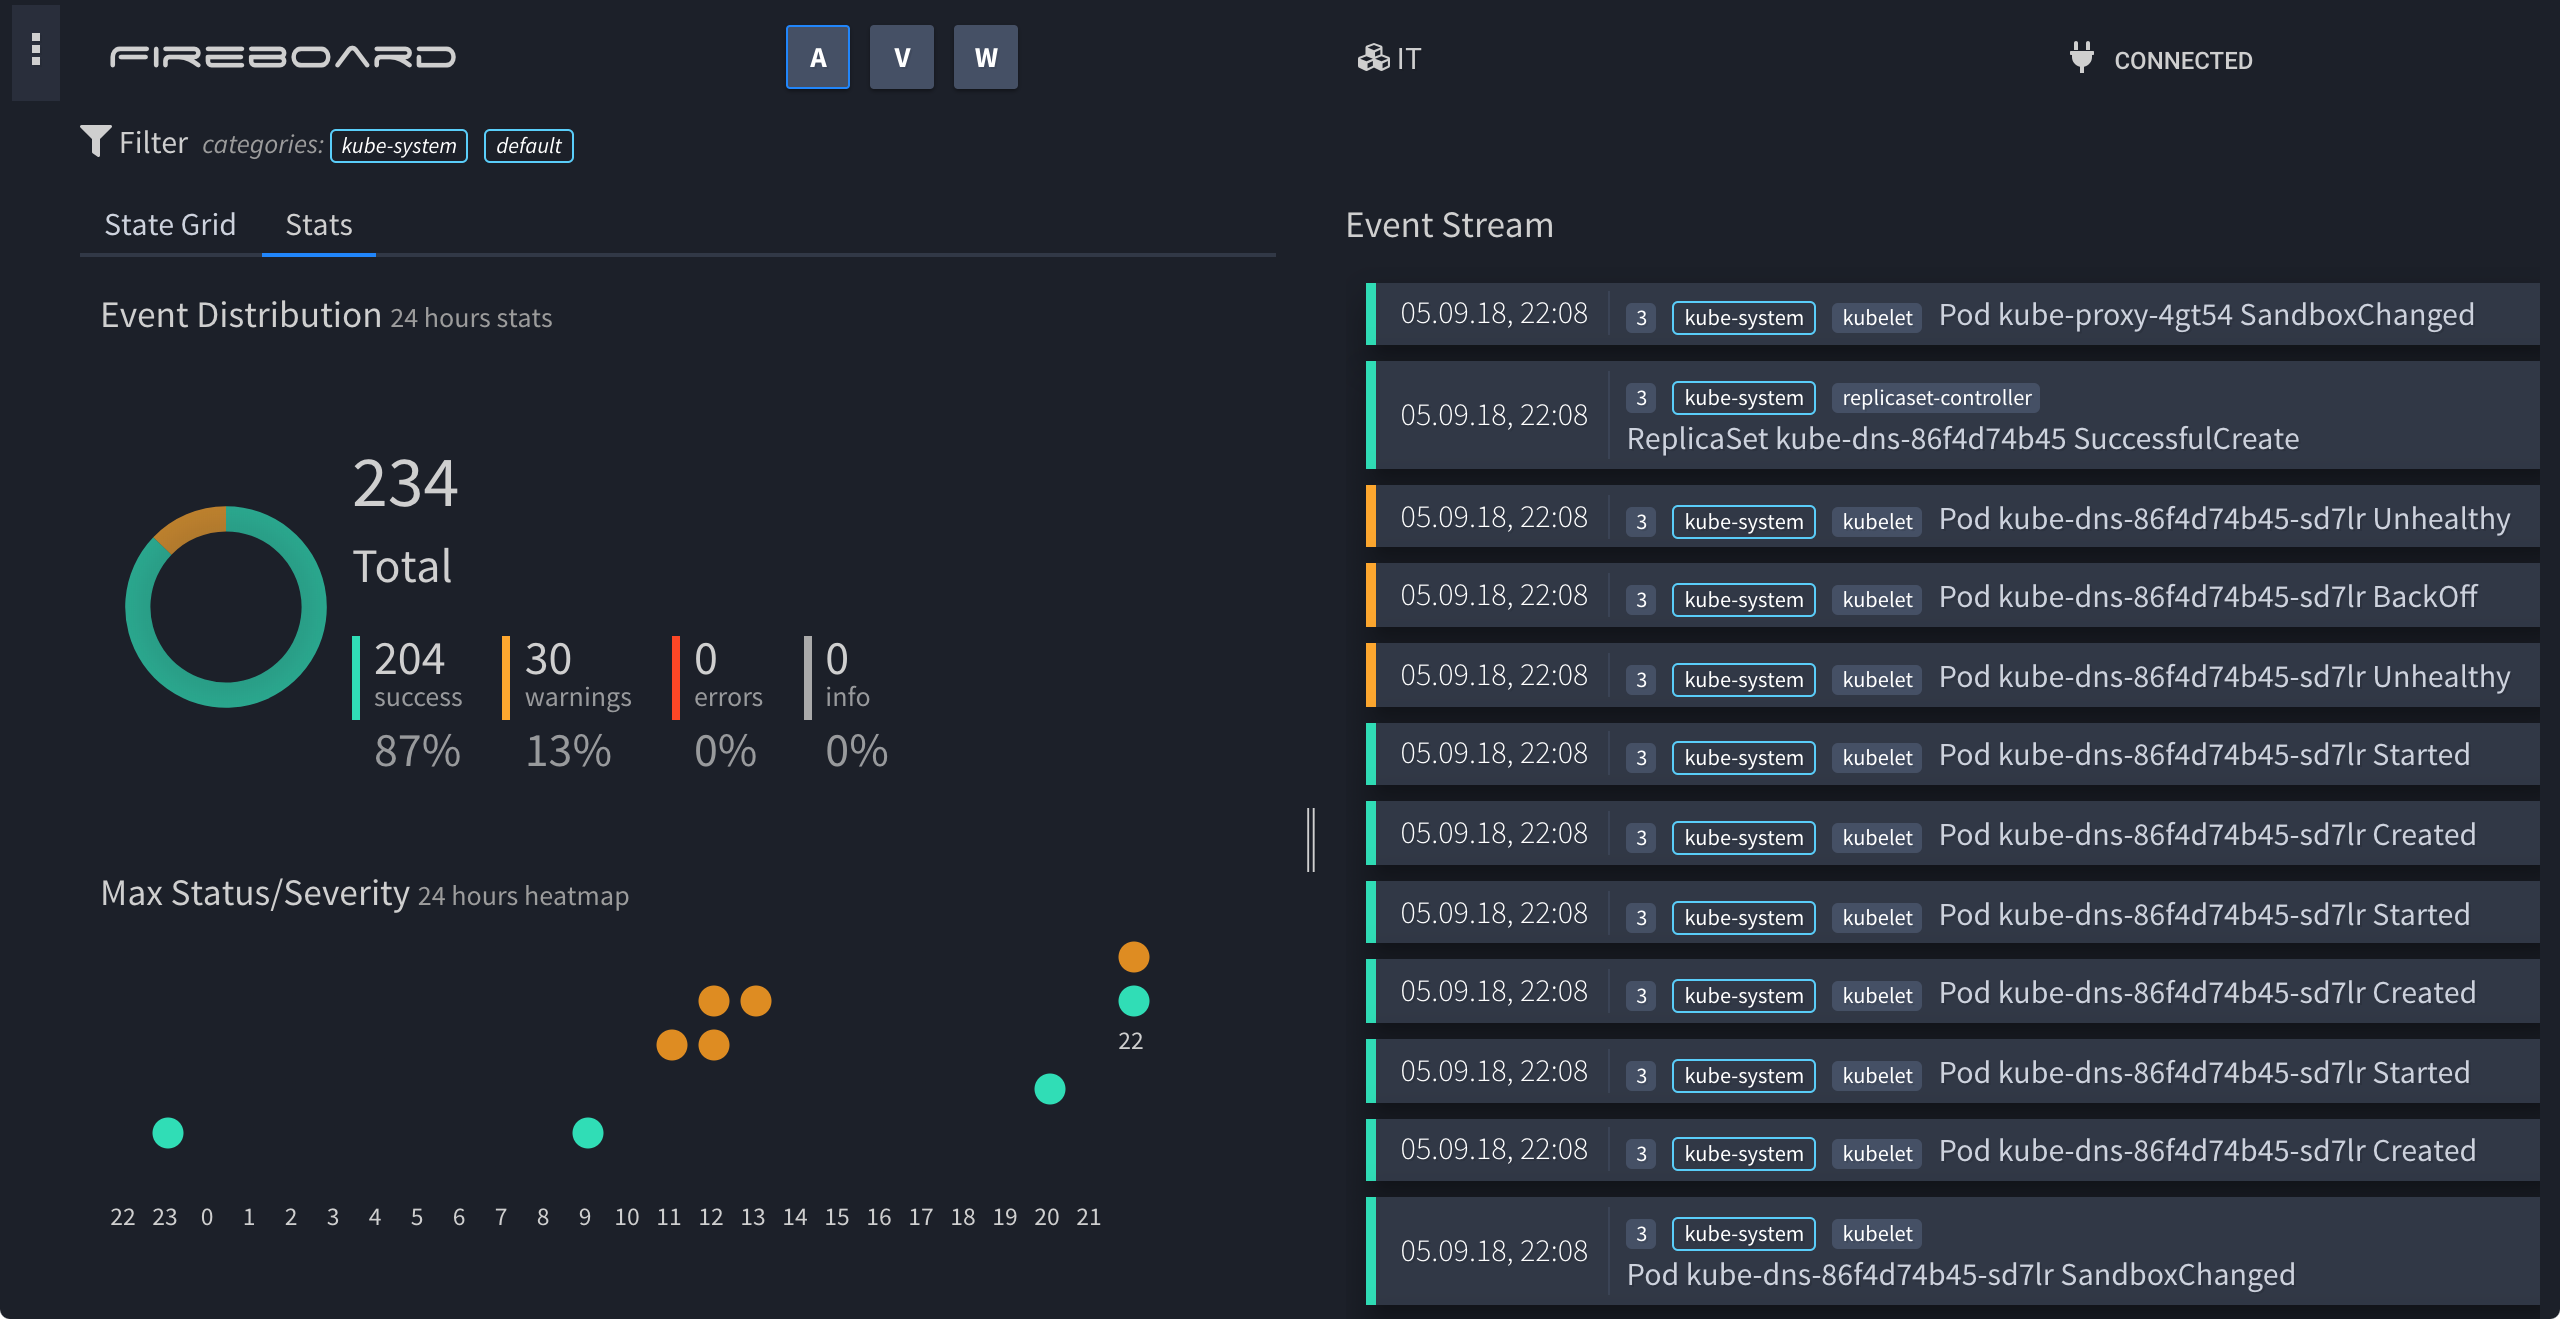 FIREBOARD
A
V
W
IT
CONNECTED
Filter categories: kube-system default
State Grid
Stats
Event Distribution 24 hours stats
234
Total
204
success
87%
30
warnings
13%
0
errors
0%
0
info
0%
Max Status/Severity 24 hours heatmap
22
22 23 0 1 2 3 4 5 6 7 8 9 10 11 12 13 14 15 16 17 18 19 20 21
Event Stream
05.09.18, 22:08 3 kube-system kubelet Pod kube-proxy-4gt54 SandboxChanged
05.09.18, 22:08 3 kube-system replicaset-controller
ReplicaSet kube-dns-86f4d74b45 SuccessfulCreate
05.09.18, 22:08 3 kube-system kubelet Pod kube-dns-86f4d74b45-sd7lr Unhealthy
05.09.18, 22:08 3 kube-system kubelet Pod kube-dns-86f4d74b45-sd7lr BackOff
05.09.18, 22:08 3 kube-system kubelet Pod kube-dns-86f4d74b45-sd7lr Unhealthy
05.09.18, 22:08 3 kube-system kubelet Pod kube-dns-86f4d74b45-sd7lr Started
05.09.18, 22:08 3 kube-system kubelet Pod kube-dns-86f4d74b45-sd7lr Created
05.09.18, 22:08 3 kube-system kubelet Pod kube-dns-86f4d74b45-sd7lr Started
05.09.18, 22:08 3 kube-system kubelet Pod kube-dns-86f4d74b45-sd7lr Created
05.09.18, 22:08 3 kube-system kubelet Pod kube-dns-86f4d74b45-sd7lr Started
05.09.18, 22:08 3 kube-system kubelet Pod kube-dns-86f4d74b45-sd7lr Created
05.09.18, 22:08 3 kube-system kubelet
Pod kube-dns-86f4d74b45-sd7lr SandboxChanged